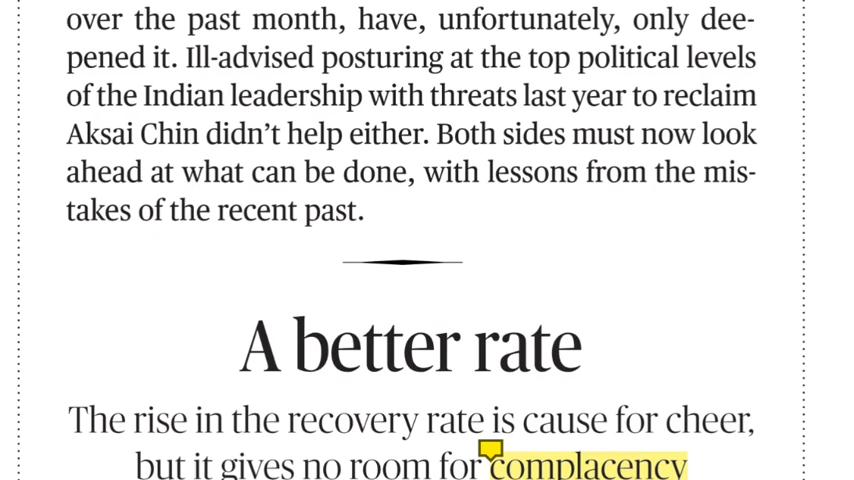 over the past month, have, unfortunately, only dee-
pened it. Ill-advised posturing at the top political levels
of the Indian leadership with threats last year to reclaim
Aksai Chin didn’t help either. Both sides must now look
ahead at what can be done, with lessons from the mis-
takes of the recent past.
A better rate
The rise in the recovery rate is cause for cheer,
but it gives no room for complacency